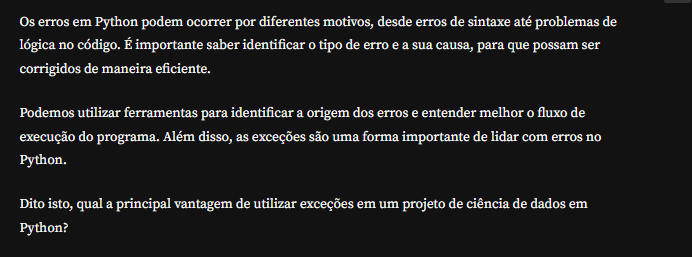 Os erros em Python podem ocorrer por diferentes motivos, desde erros de sintaxe até problemas de
lógica no código. É importante saber identificar o tipo de erro e a sua causa, para que possam ser
corrigidos de maneira eficiente.
Podemos utilizar ferramentas para identificar a origem dos erros e entender melhor o fluxo de
execução do programa. Além disso, as exceções são uma forma importante de lidar com erros no
Python.
Dito isto, qual a principal vantagem de utilizar exceções em um projeto de ciência de dados em
Python?